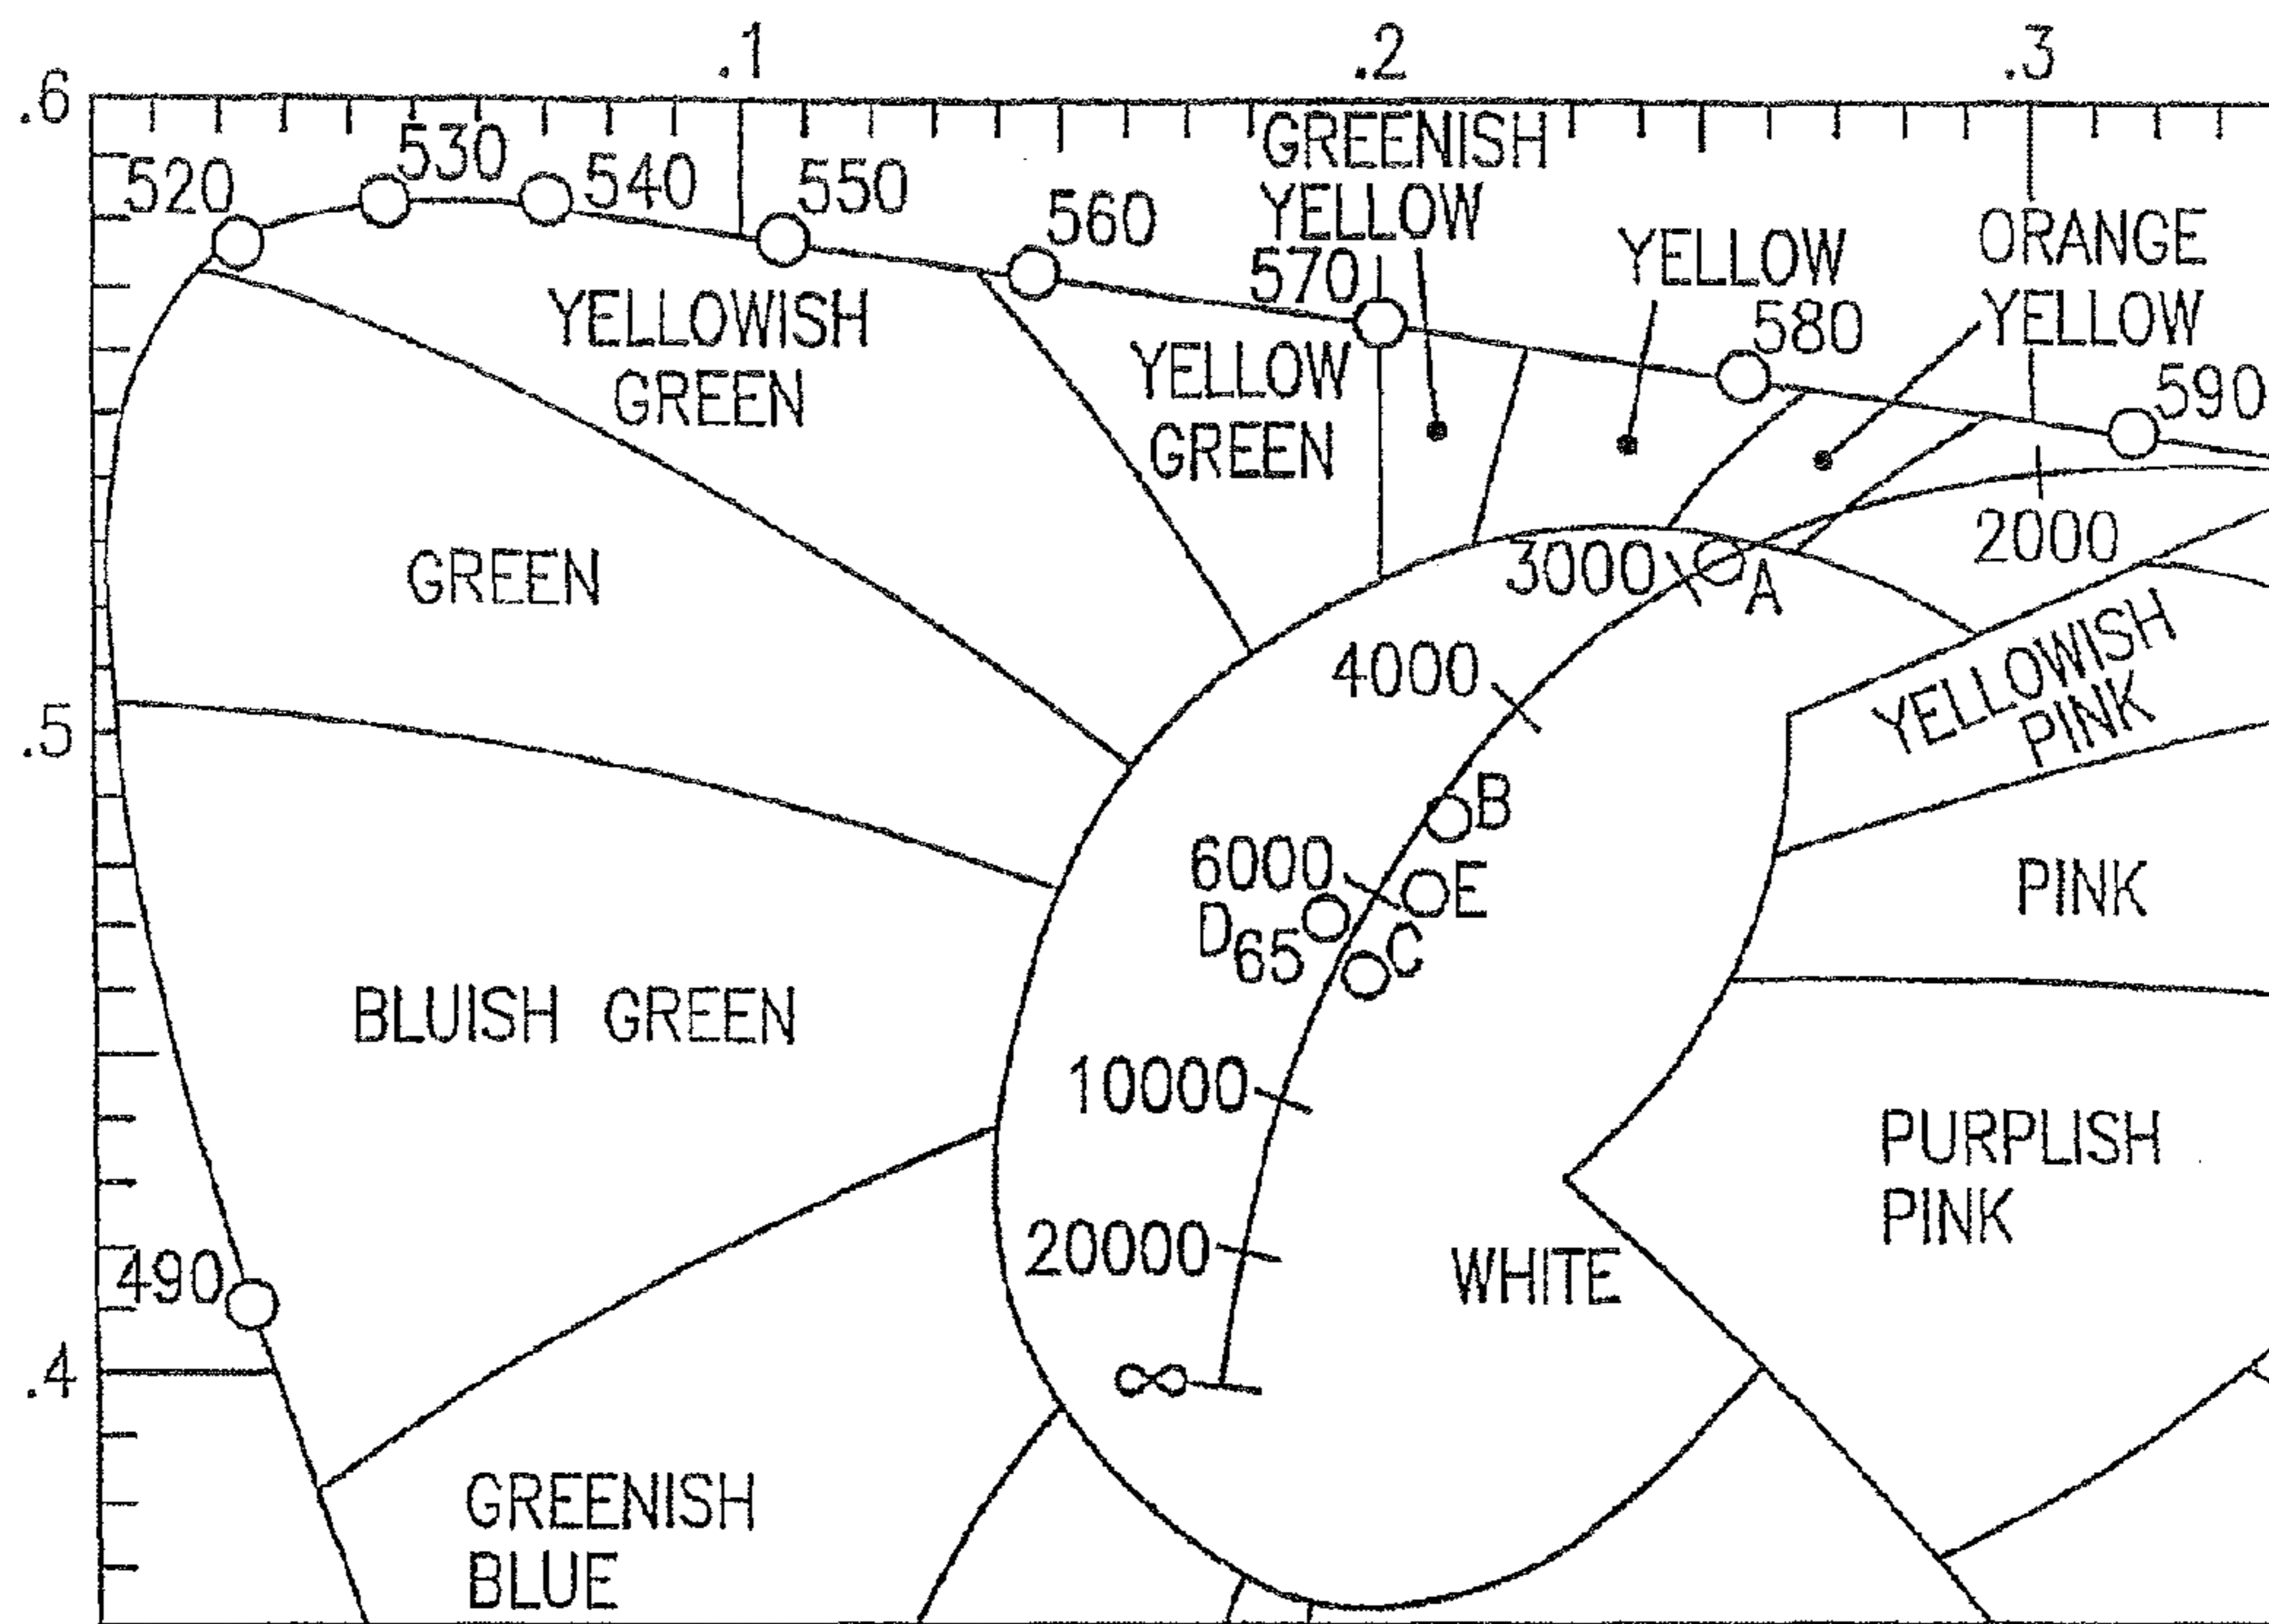 .1
.2
.3
.6
520
530
540
550
560
570
GREENISH
YELLOW
YELLOW
580
ORANGE
YELLOW
590
YELLOWISH
GREEN
YELLOW
GREEN
GREEN
3000
A
2000
4000
YELLOWISH
PINK
.5
B
6000
E
D65
C
PINK
BLUISH GREEN
10000
PURPLISH
PINK
20000
WHITE
490
.4
∞
GREENISH
BLUE